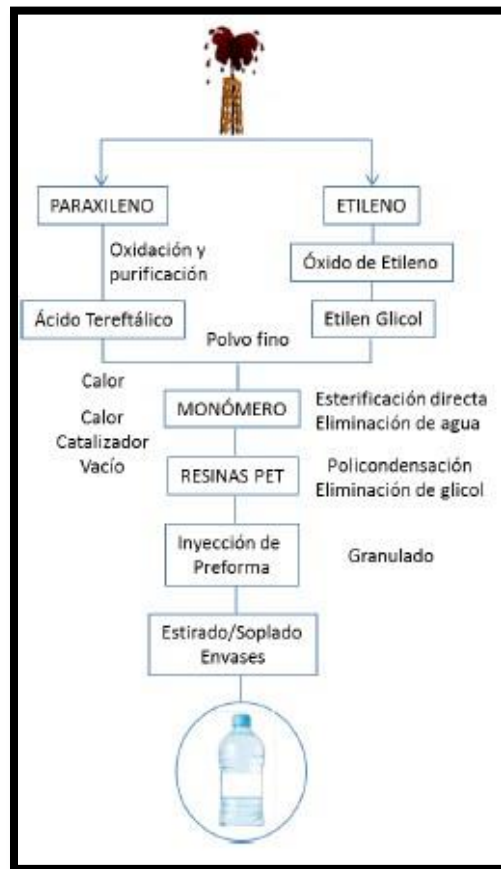 PARAXILENO
ETILENO
Oxidación y
purificación
Óxido de Etileno
Ácido Tereftálico
Etilen Glicol
Polvo fino
Calor
Calor
Catalizador
Vacío
MONÓMERO
Esterificación directa
Eliminación de agua
RESINAS PET
Policondensación
Eliminación de glicol
Inyección de
Preforma
Granulado
Estirado/Soplado
Envases